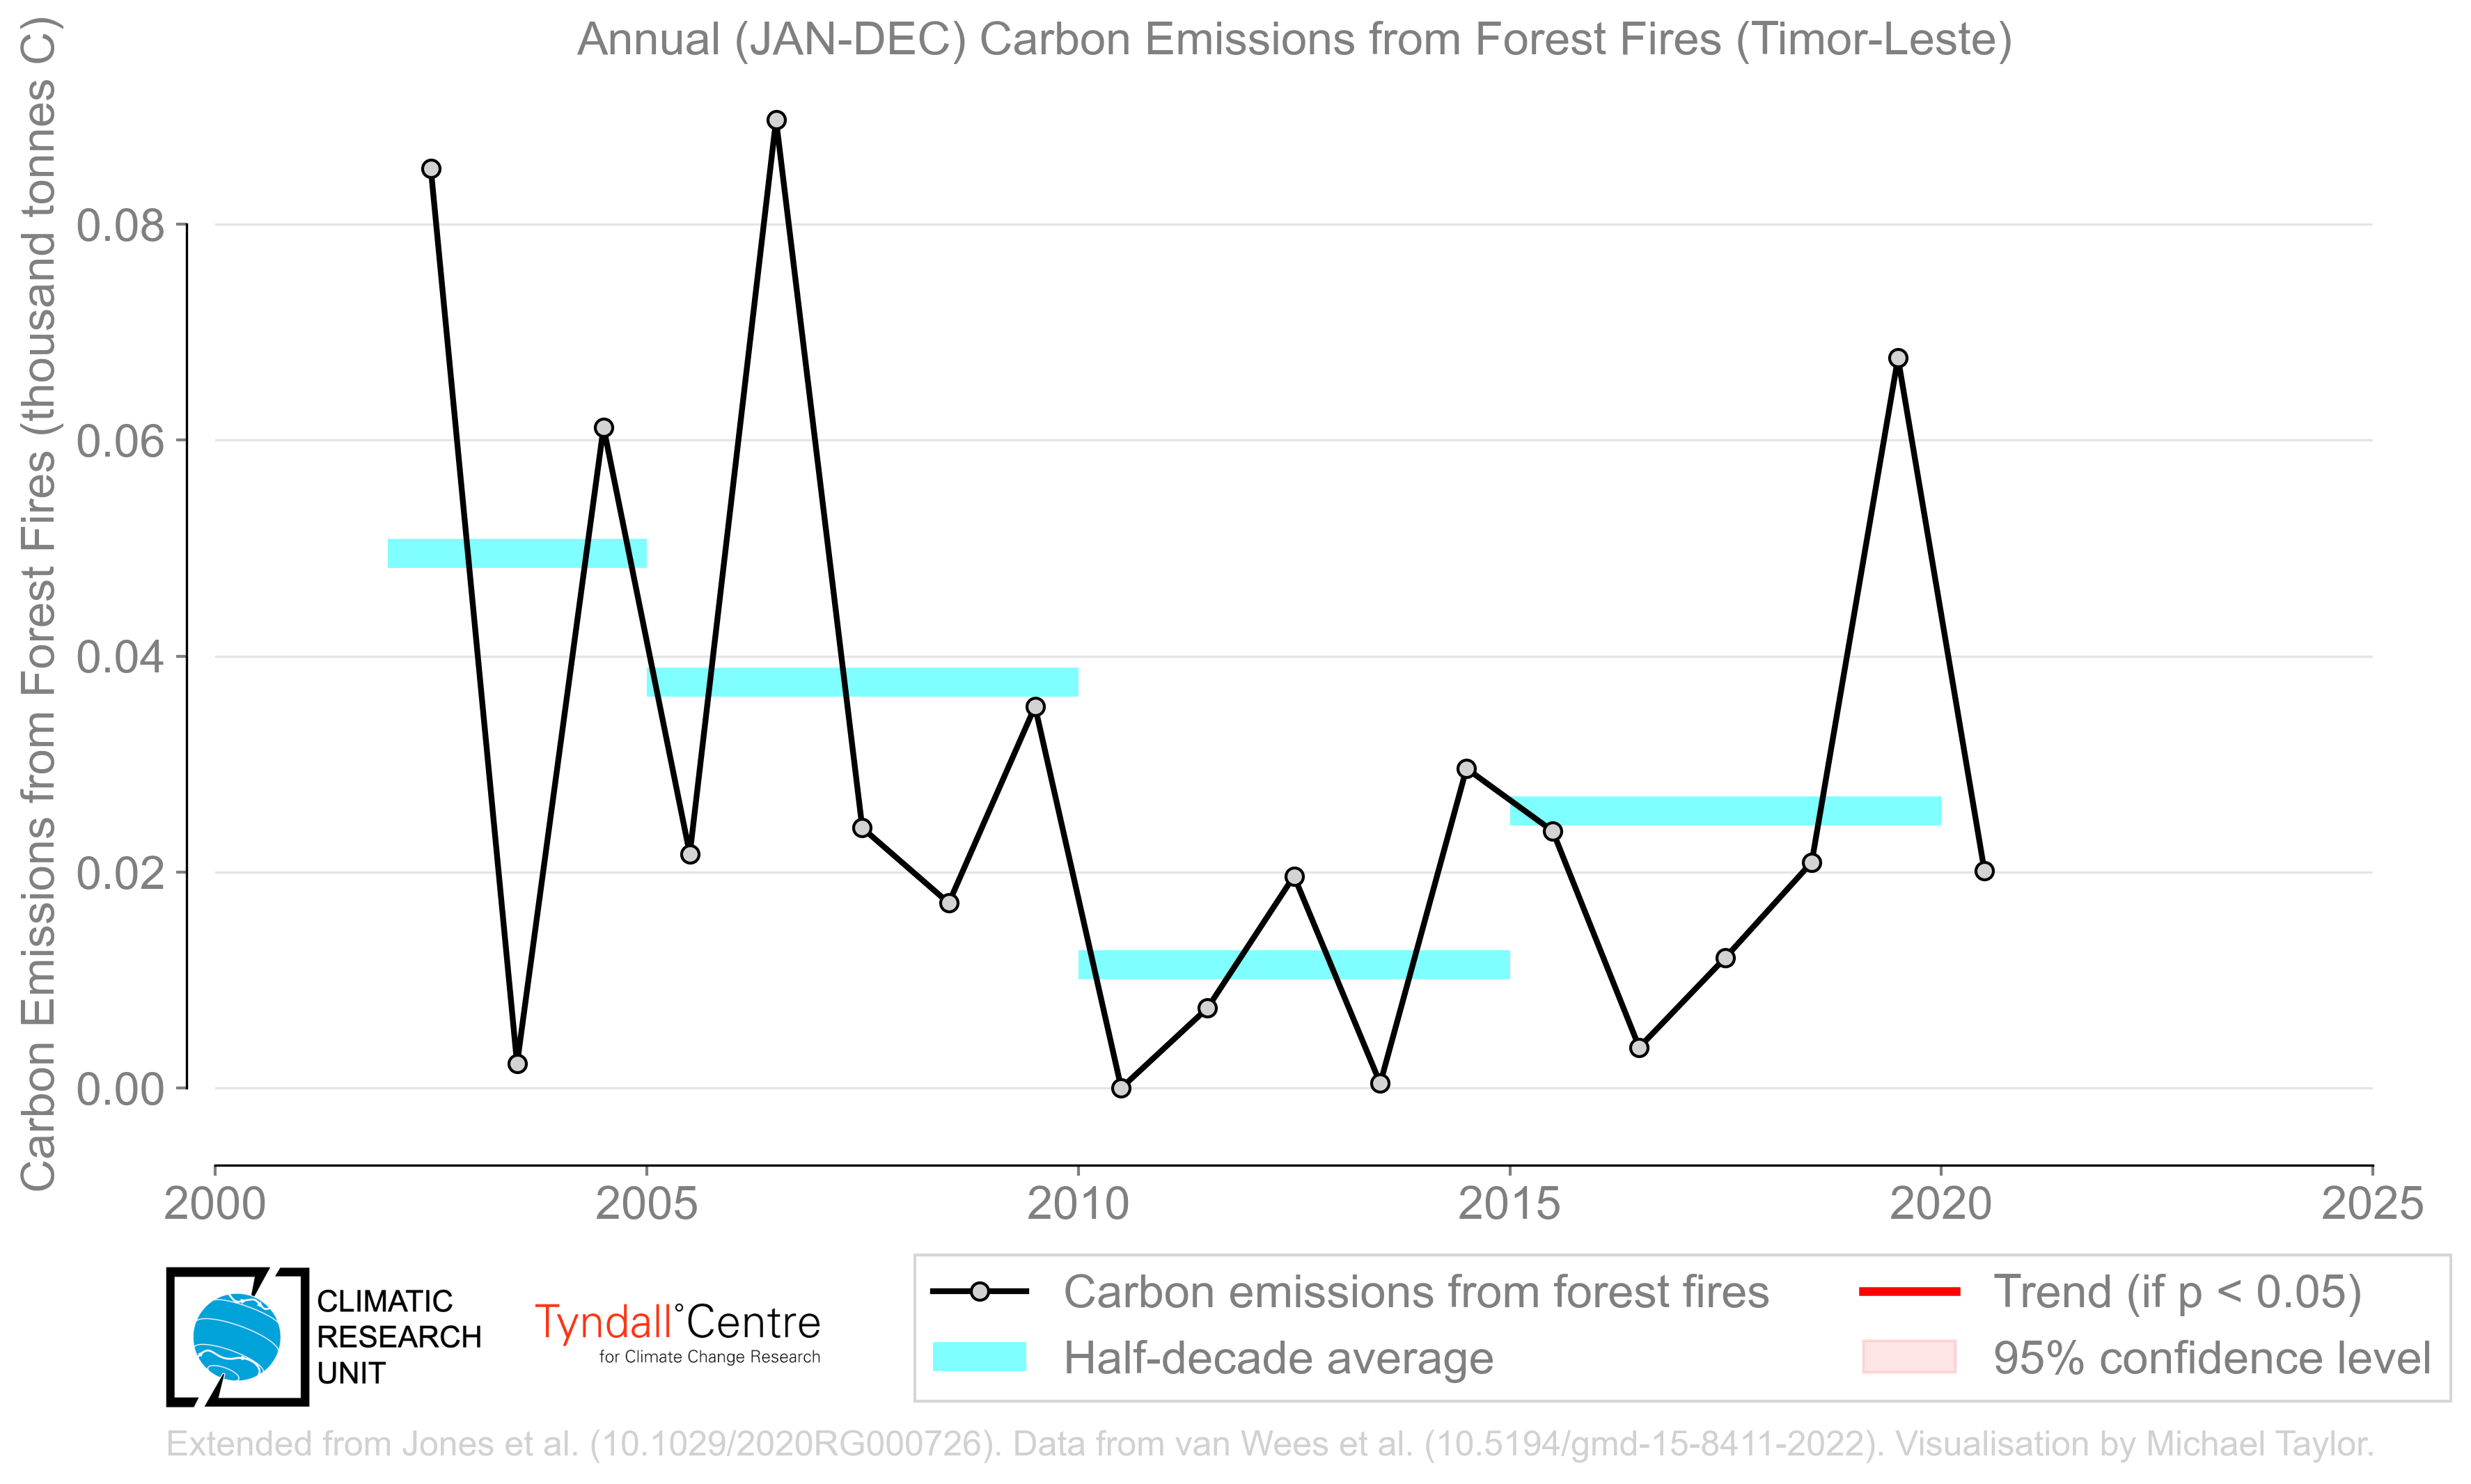 Annual (JAN-DEC) Carbon Emissions from Forest Fires (Timor-Leste)
Carbon Emissions from Forest Fires (thousand tonnes C)
0.08
0.06
0.04
0.02
0.00
2000
2005
2010
2015
2020
2025
CLIMATIC
RESEARCH
UNIT
Tyndall°Centre
for Climate Change Research
Carbon emissions from forest fires
Half-decade average
Trend (if p < 0.05)
95% confidence level
Extended from Jones et al. (10.1029/2020RG000726). Data from van Wees et al. (10.5194/gmd-15-8411-2022). Visualisation by Michael Taylor.